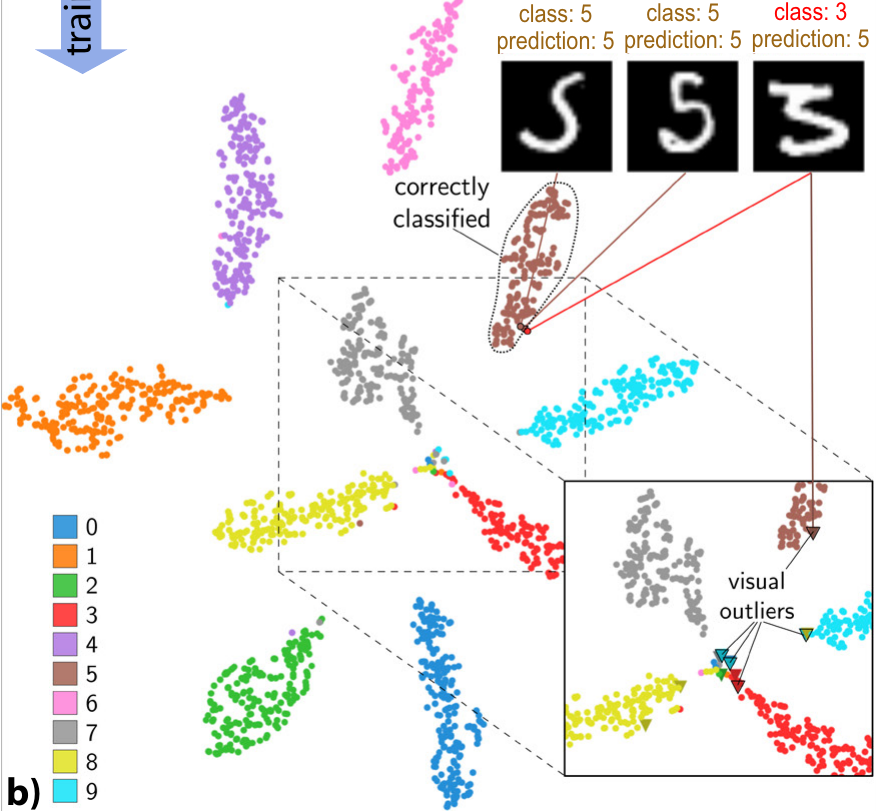 class: 5
prediction: 5
class: 5
prediction: 5
class: 3
prediction: 5
correctly
classified
0
1
2
3
4
5
6
7
8
9
visual
outliers
b)